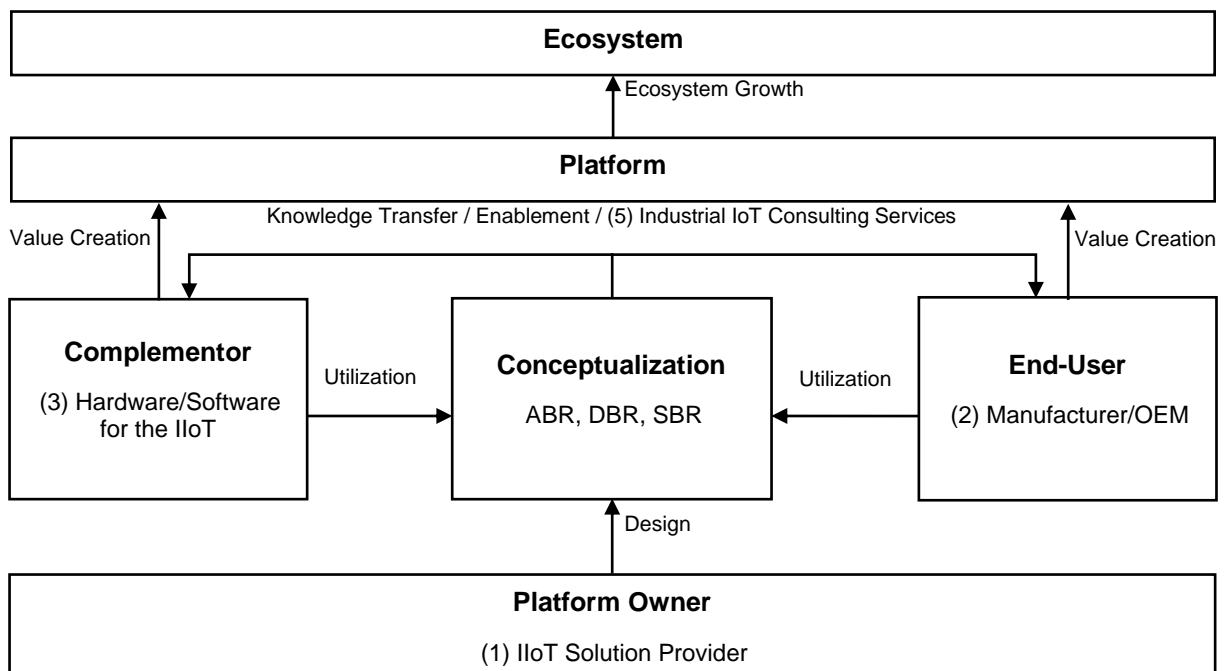 Ecosystem
Ecosystem Growth
Platform
Knowledge Transfer / Enablement / (5) Industrial IoT Consulting Services
Value Creation
Value Creation
Complementor
(3) Hardware/Software
for the IIoT
Utilization
Conceptualization
ABR, DBR, SBR
Utilization
End-User
(2) Manufacturer/OEM
Design
Platform Owner
(1) IIoT Solution Provider